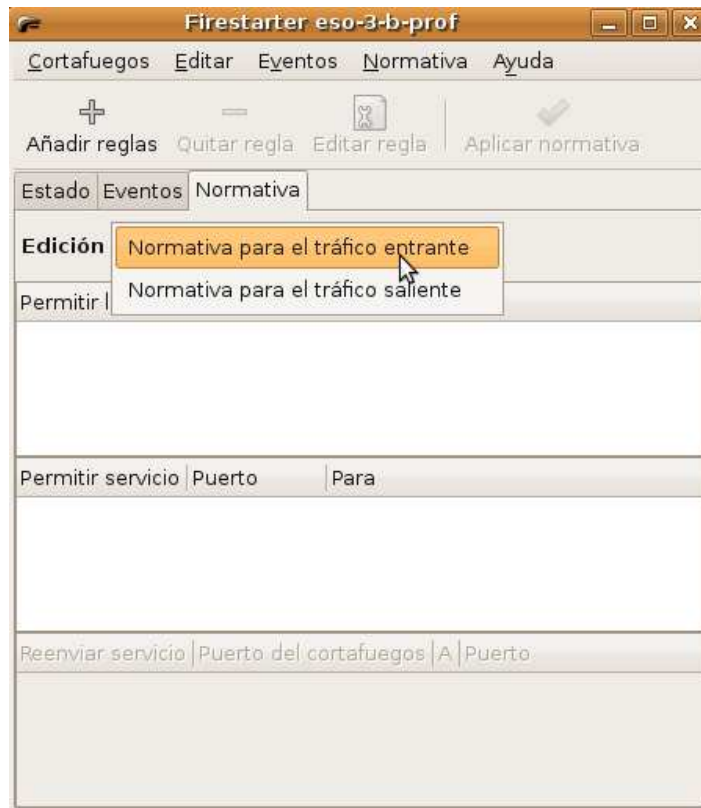 Firestarter eso-3-b-prof
Cortafuegos Editar Eventos Normativa Ayuda
Añadir reglas Quitar regla Editar regla Aplicar normativa
Estado Eventos Normativa
Edición Normativa para el tráfico entrante
Normativa para el tráfico saliente
Permitir
Permitir servicio Puerto Para
Reenviar servicio Puerto del cortafuegos A Puerto